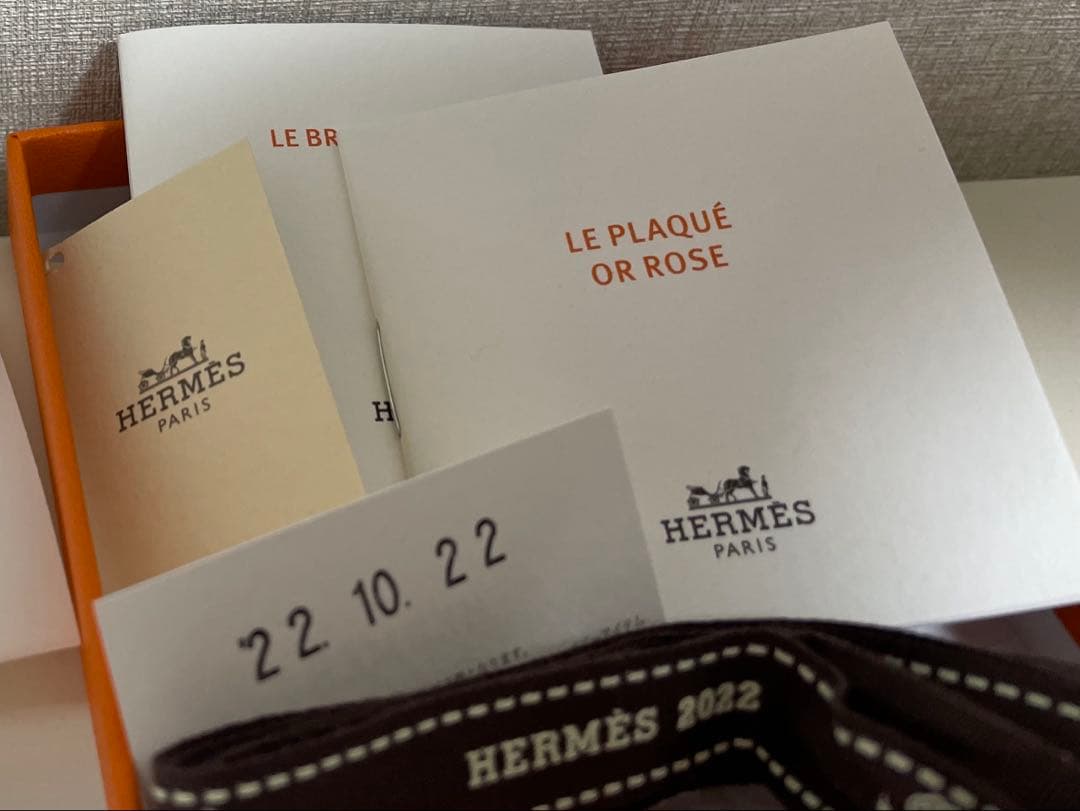 LE BR
LE PLAQUÉ
OR ROSE
HERMÈS
PARIS
H
HERMÈS
PARIS
'22. 10. 22
HERMÈS 2022